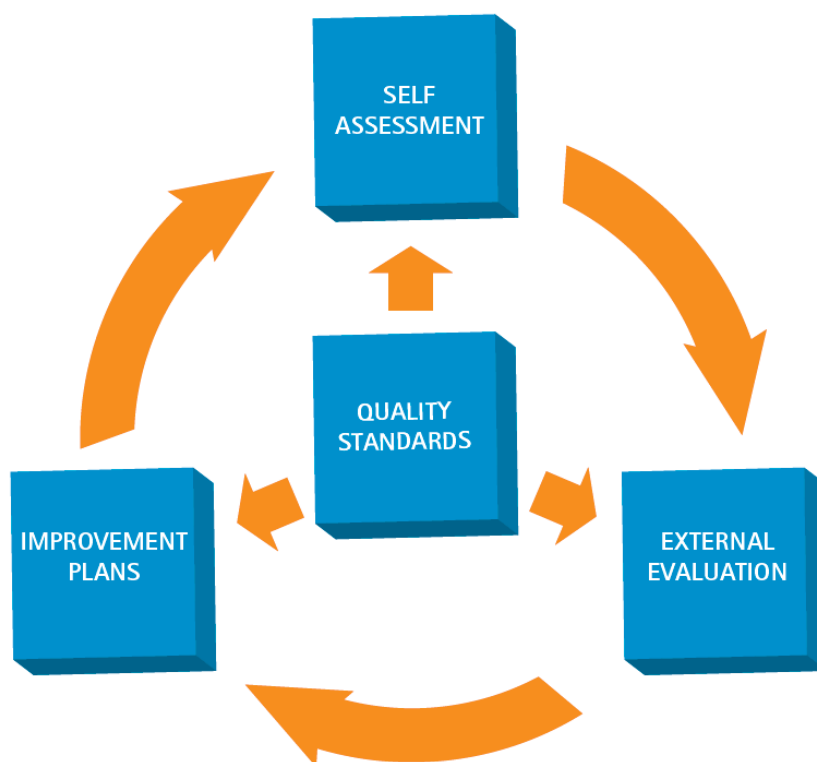 SELF
ASSESSMENT
QUALITY
STANDARDS
IMPROVEMENT
PLANS
EXTERNAL
EVALUATION